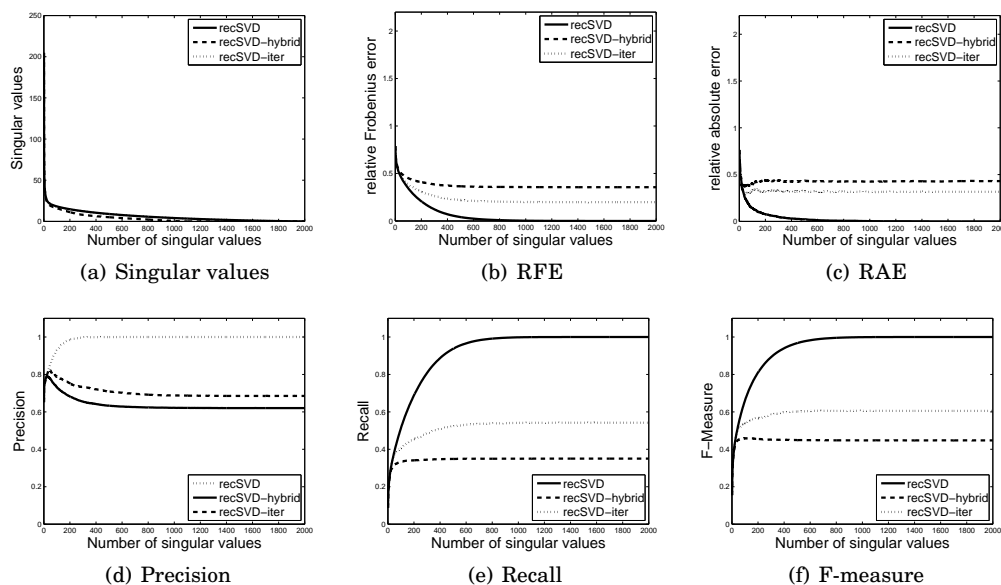 250
200
150
100
50
0
Singular values
recSVD
recSVD-hybrid
recSVD-iter
0 200 400 600 800 1000 1200 1400 1600 1800 2000
Number of singular values
(a) Singular values
2
1.5
1
0.5
0
relative Frobenius error
recSVD
recSVD-hybrid
recSVD-iter
0 200 400 600 800 1000 1200 1400 1600 1800 2000
Number of singular values
(b) RFE
2
1.5
1
0.5
0
relative absolute error
recSVD
recSVD-hybrid
recSVD-iter
0 200 400 600 800 1000 1200 1400 1600 1800 2000
Number of singular values
(c) RAE
1
0.8
0.6
0.4
0.2
0
Precision
recSVD
recSVD-hybrid
recSVD-iter
0 200 400 600 800 1000 1200 1400 1600 1800 2000
Number of singular values
(d) Precision
1
0.8
0.6
0.4
0.2
0
Recall
recSVD
recSVD-hybrid
recSVD-iter
0 200 400 600 800 1000 1200 1400 1600 1800 2000
Number of singular values
(e) Recall
1
0.8
0.6
0.4
0.2
0
F-Measure
recSVD
recSVD-hybrid
recSVD-iter
0 200 400 600 800 1000 1200 1400 1600 1800 2000
Number of singular values
(f) F-measure